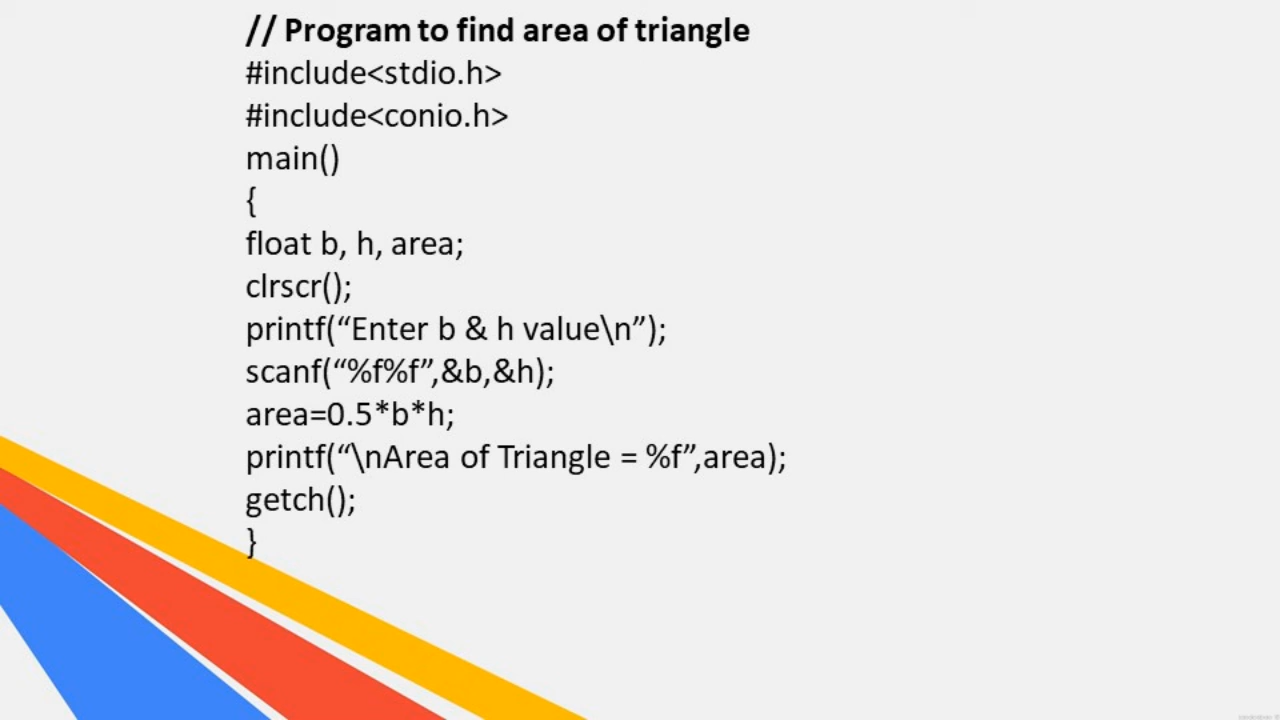 // Program to find area of triangle
#include<stdio.h>
#include<conio.h>
main()
{
float b, h, area;
clrscr();
printf(“Enter b & h value\n”);
scanf(“%f%f”,&b,&h);
area=0.5*b*h;
printf(“\nArea of Triangle = %f”,area);
getch();
}